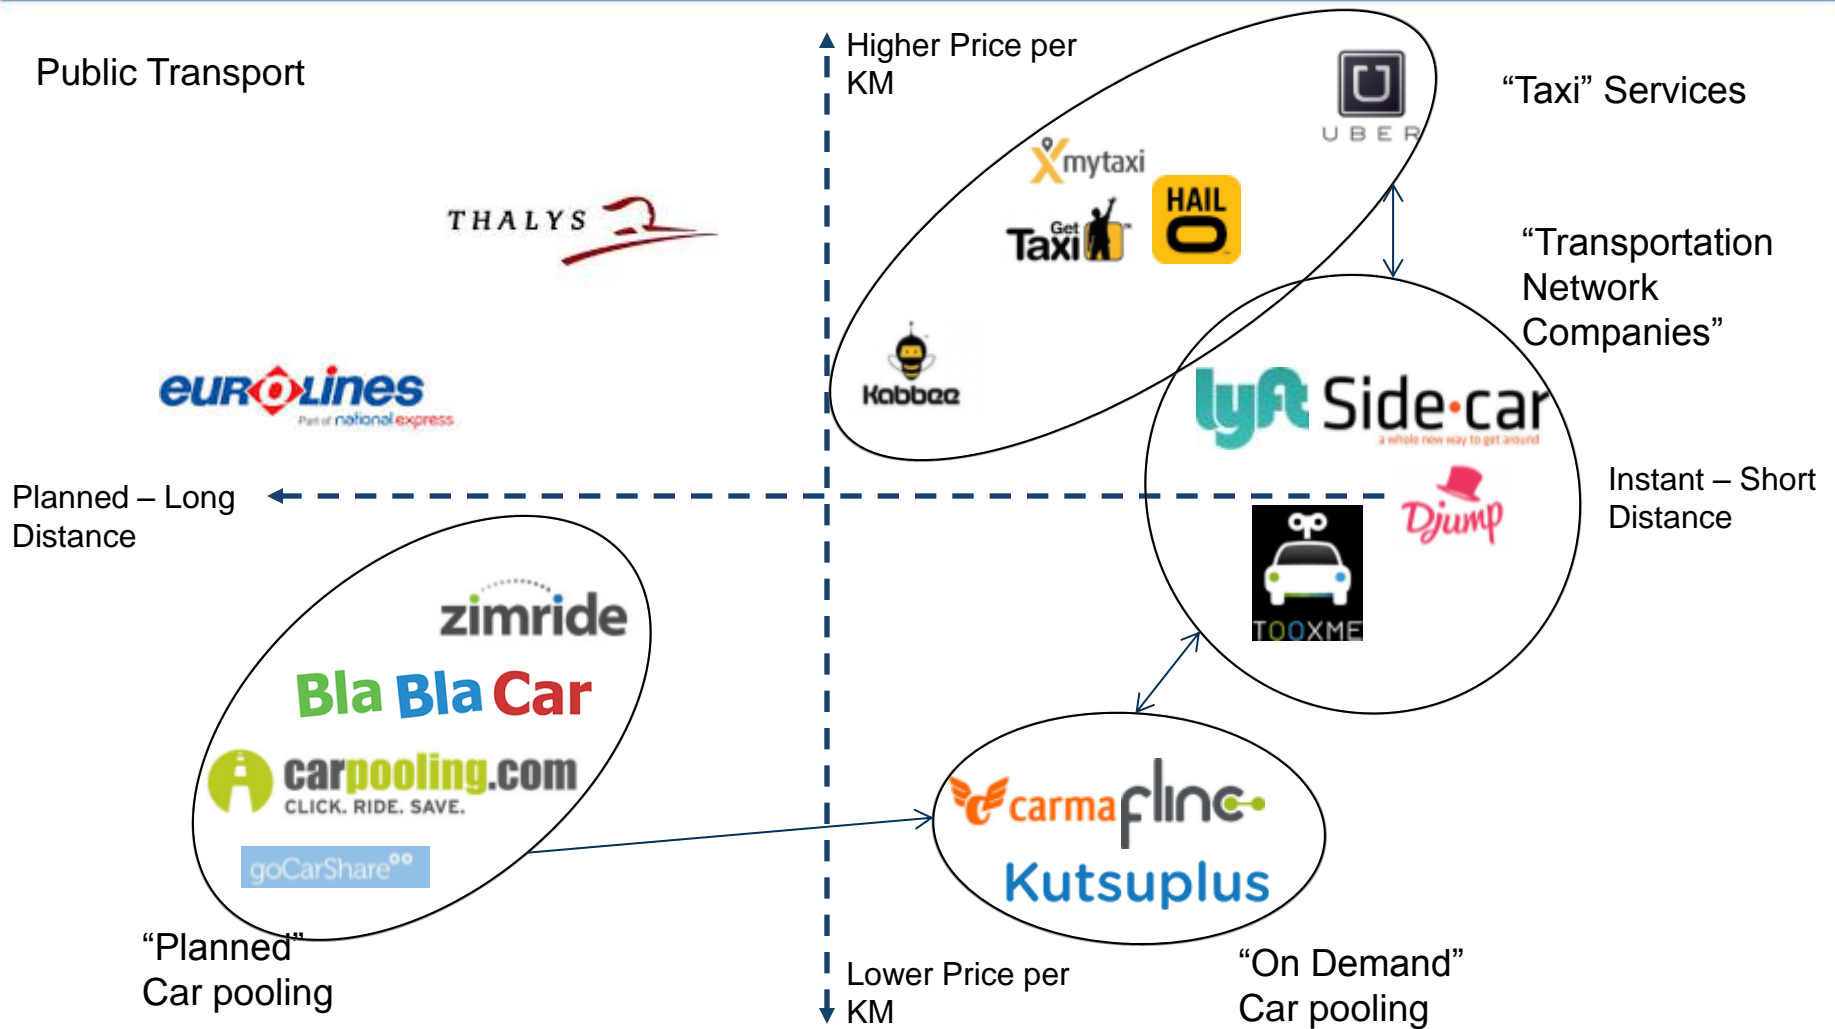 Public Transport
Higher Price per
KM
“Taxi” Services
UBER
mytaxi
Get
Taxi
HAIL
O
THALYS
“Transportation
Network
Companies”
Kabbee
eurolines
Part of national express
lyft
Side.car
a whole new way to get around
Planned – Long
Distance
Instant – Short
Distance
Djump
TOOXME
zimride
Bla Bla Car
carpooling.com
CLICK. RIDE. SAVE.
goCarShare
carma
flinc
Kutsuplus
“Planned”
Car pooling
Lower Price per
KM
“On Demand”
Car pooling